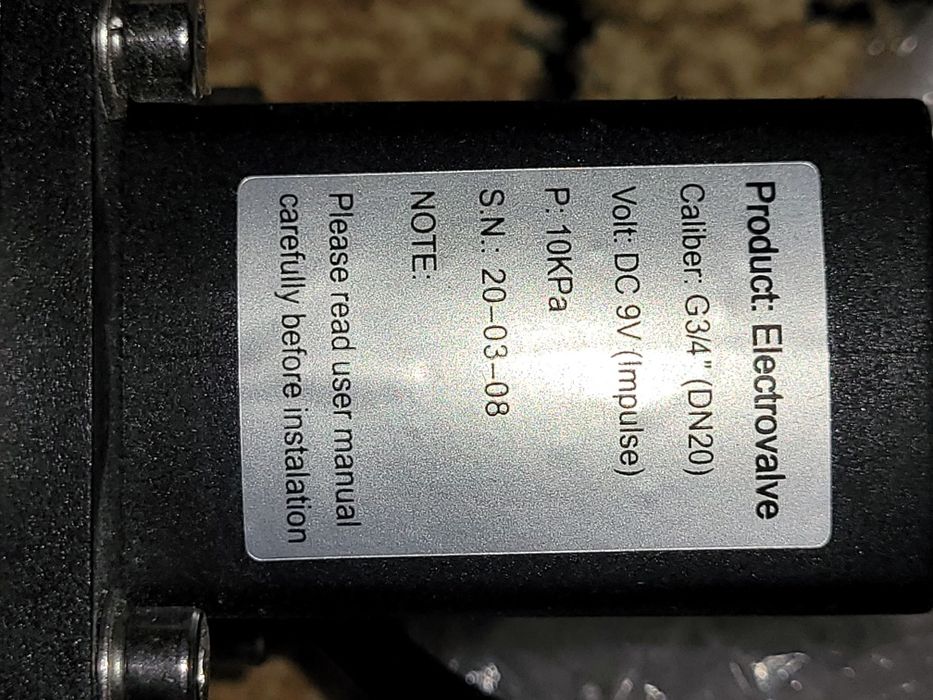 Product: Electrovalve
Caliber: G3/4" (DN20)
Volt: DC 9V (Impulse)
P: 10KPa
S.N.: 20-03-08
NOTE:
Please read user manual
carefully before instalation